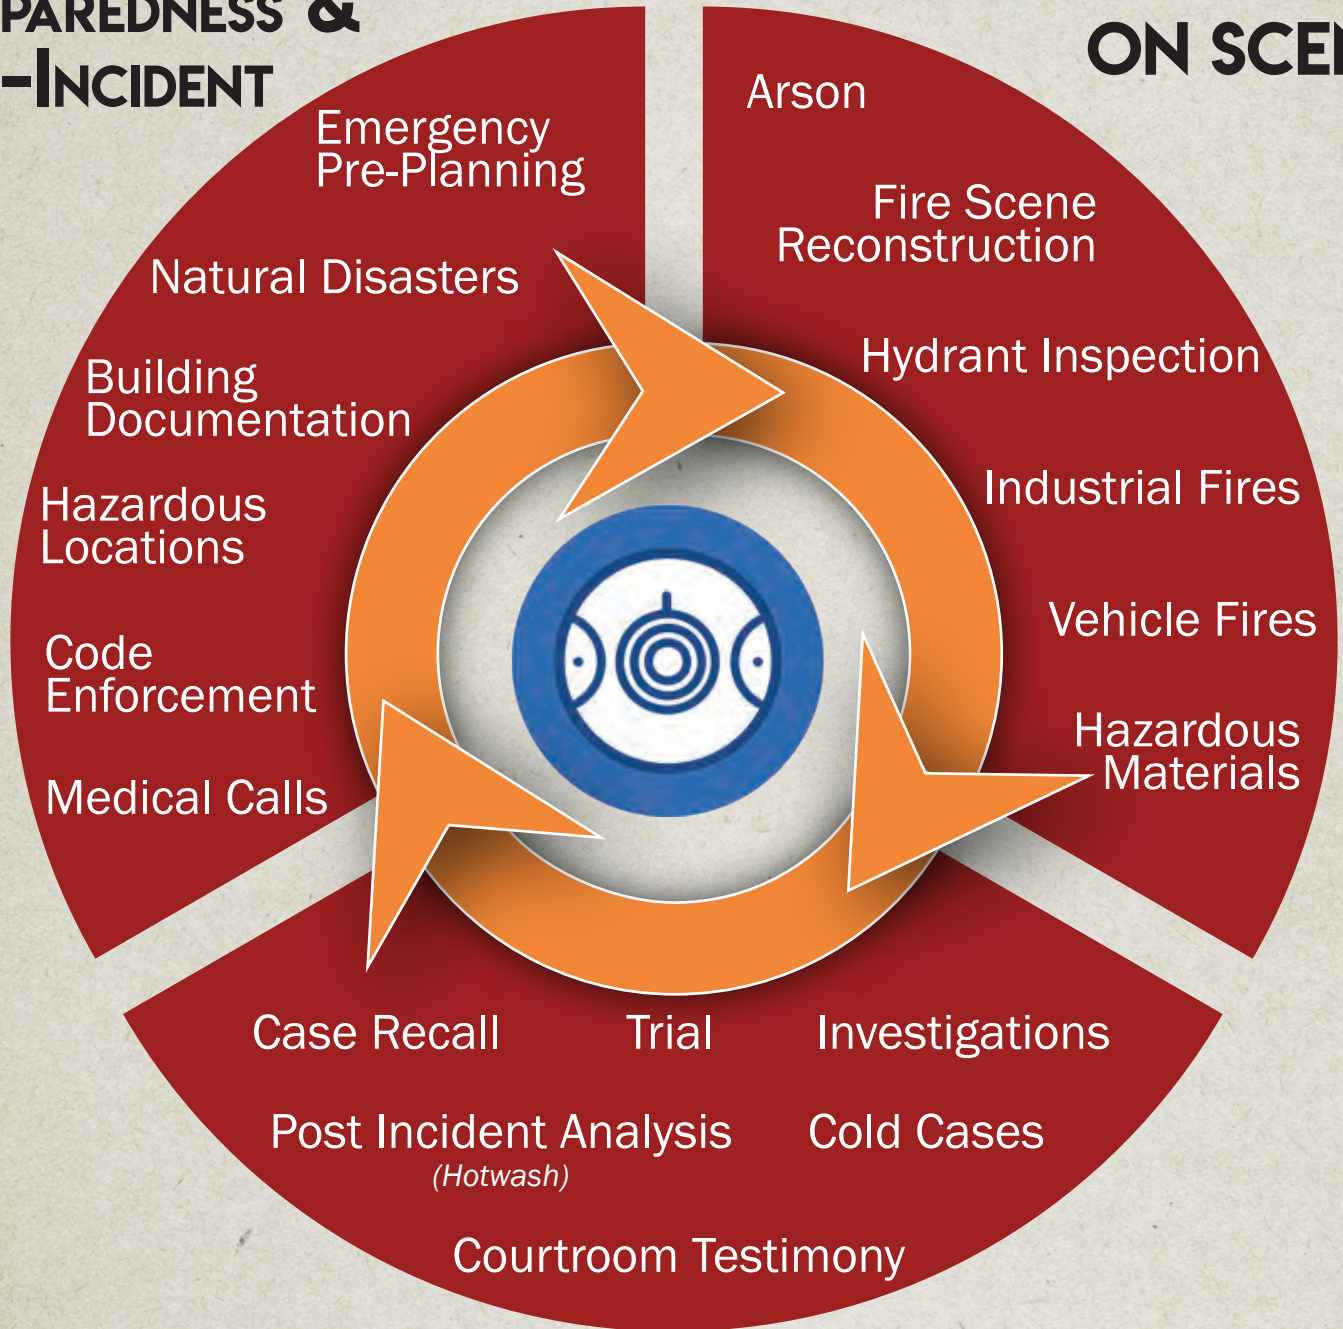 PAREDNESS &
-INCIDENT
ON SCEN
Emergency
Pre-Planning
Natural Disasters
Building
Documentation
Hazardous
Locations
Code
Enforcement
Medical Calls
Arson
Fire Scene
Reconstruction
Hydrant Inspection
Industrial Fires
Vehicle Fires
Hazardous
Materials
Case Recall
Trial
Investigations
Post Incident Analysis
(Hotwash)
Cold Cases
Courtroom Testimony